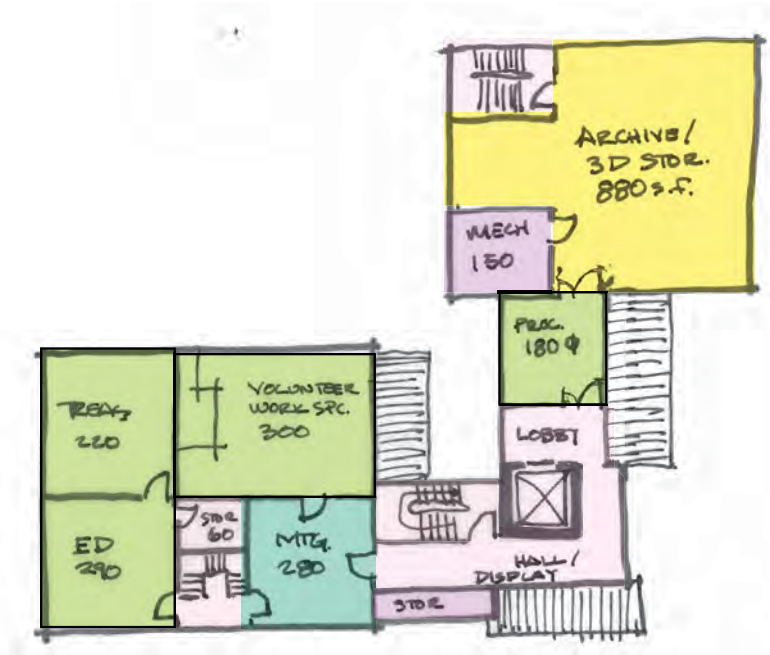 ARCHIVE/
3D STOR.
880 s.f.
MECH
150
PROC.
180 ϕ
TREAS.
220
VOLUNTEER
WORK SPC.
300
LOBBY
ED
290
STOR
60
MTG.
280
HALL/
DISPLAY
STOR